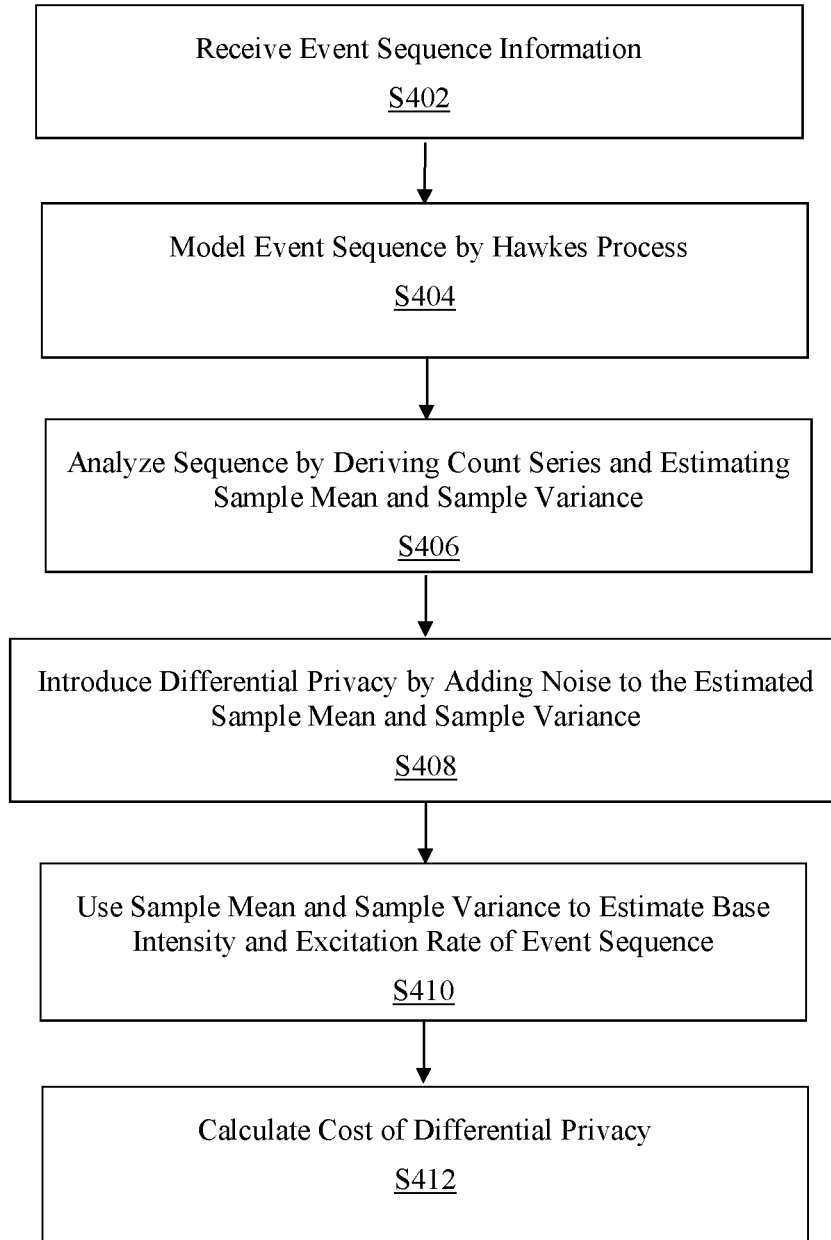 Receive Event Sequence Information
S402
Model Event Sequence by Hawkes Process
S404
Analyze Sequence by Deriving Count Series and Estimating
Sample Mean and Sample Variance
S406
Introduce Differential Privacy by Adding Noise to the Estimated
Sample Mean and Sample Variance
S408
Use Sample Mean and Sample Variance to Estimate Base
Intensity and Excitation Rate of Event Sequence
S410
Calculate Cost of Differential Privacy
S412